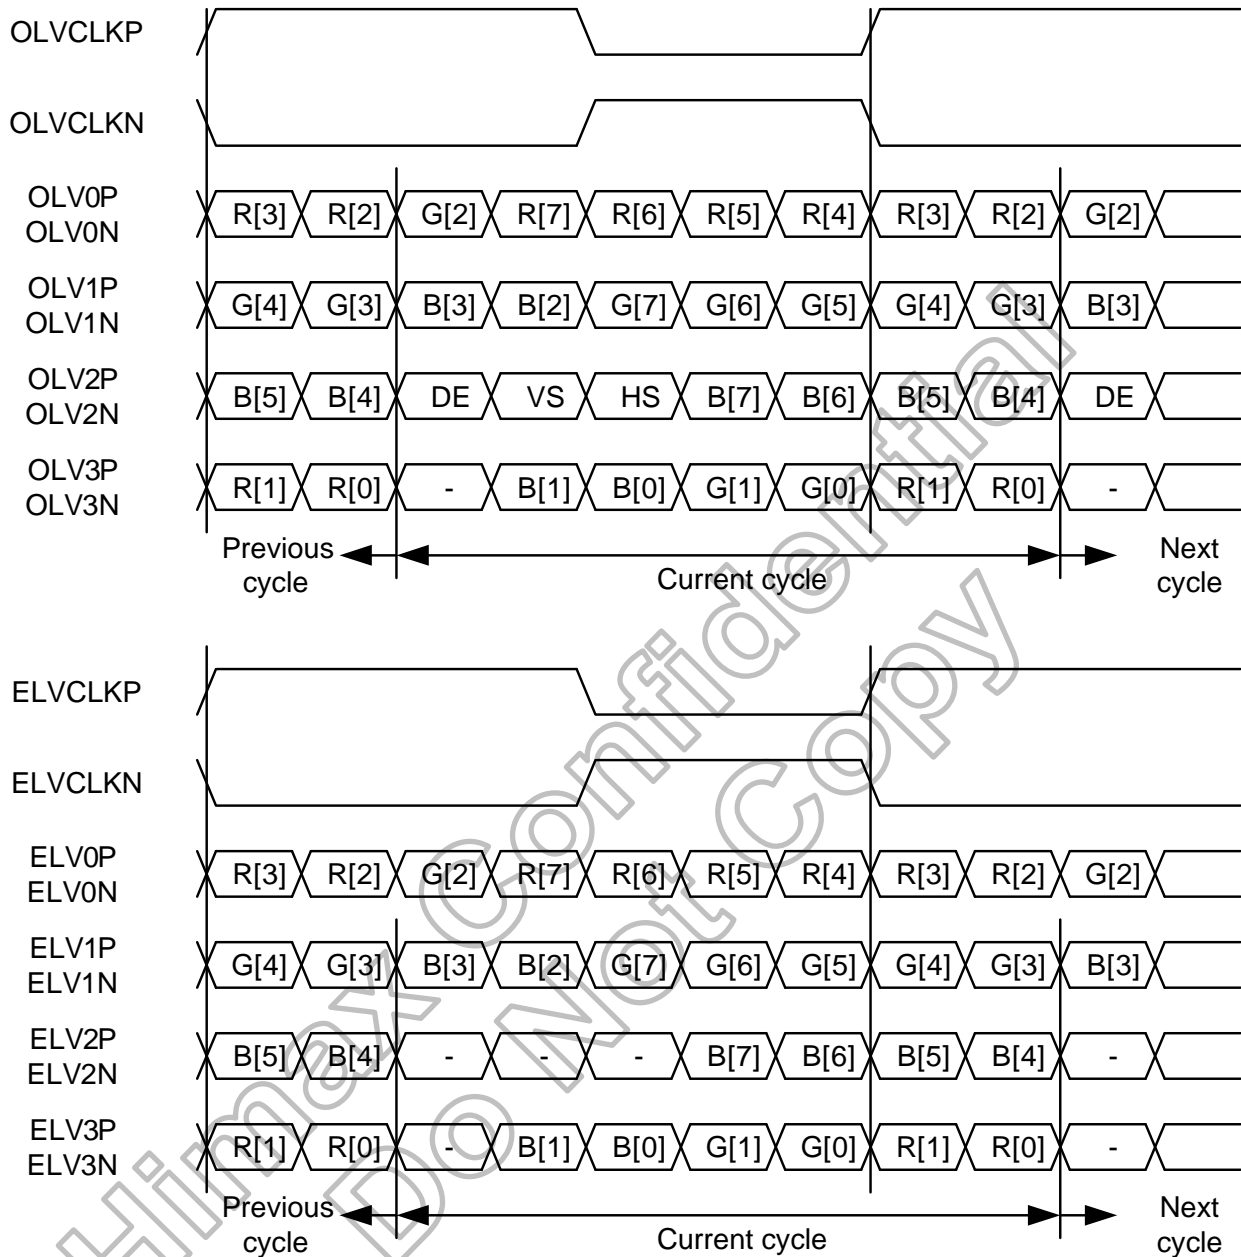 OLVCLKP
OLVCLKN
OLV0P
OLV0N
R[3] R[2] G[2] R[7] R[6] R[5] R[4] R[3] R[2] G[2]
OLV1P
OLV1N
G[4] G[3] B[3] B[2] G[7] G[6] G[5] G[4] G[3] B[3]
OLV2P
OLV2N
B[5] B[4] DE VS HS B[7] B[6] B[5] B[4] DE
OLV3P
OLV3N
R[1] R[0] - B[1] B[0] G[1] G[0] R[1] R[0] -
Previous
cycle
Current cycle
Next
cycle
ELVCLKP
ELVCLKN
ELV0P
ELV0N
R[3] R[2] G[2] R[7] R[6] R[5] R[4] R[3] R[2] G[2]
ELV1P
ELV1N
G[4] G[3] B[3] B[2] G[7] G[6] G[5] G[4] G[3] B[3]
ELV2P
ELV2N
B[5] B[4] - - - B[7] B[6] B[5] B[4] -
ELV3P
ELV3N
R[1] R[0] - B[1] B[0] G[1] G[0] R[1] R[0] -
Previous
cycle
Current cycle
Next
cycle
Himax Confidential
Do Not Copy